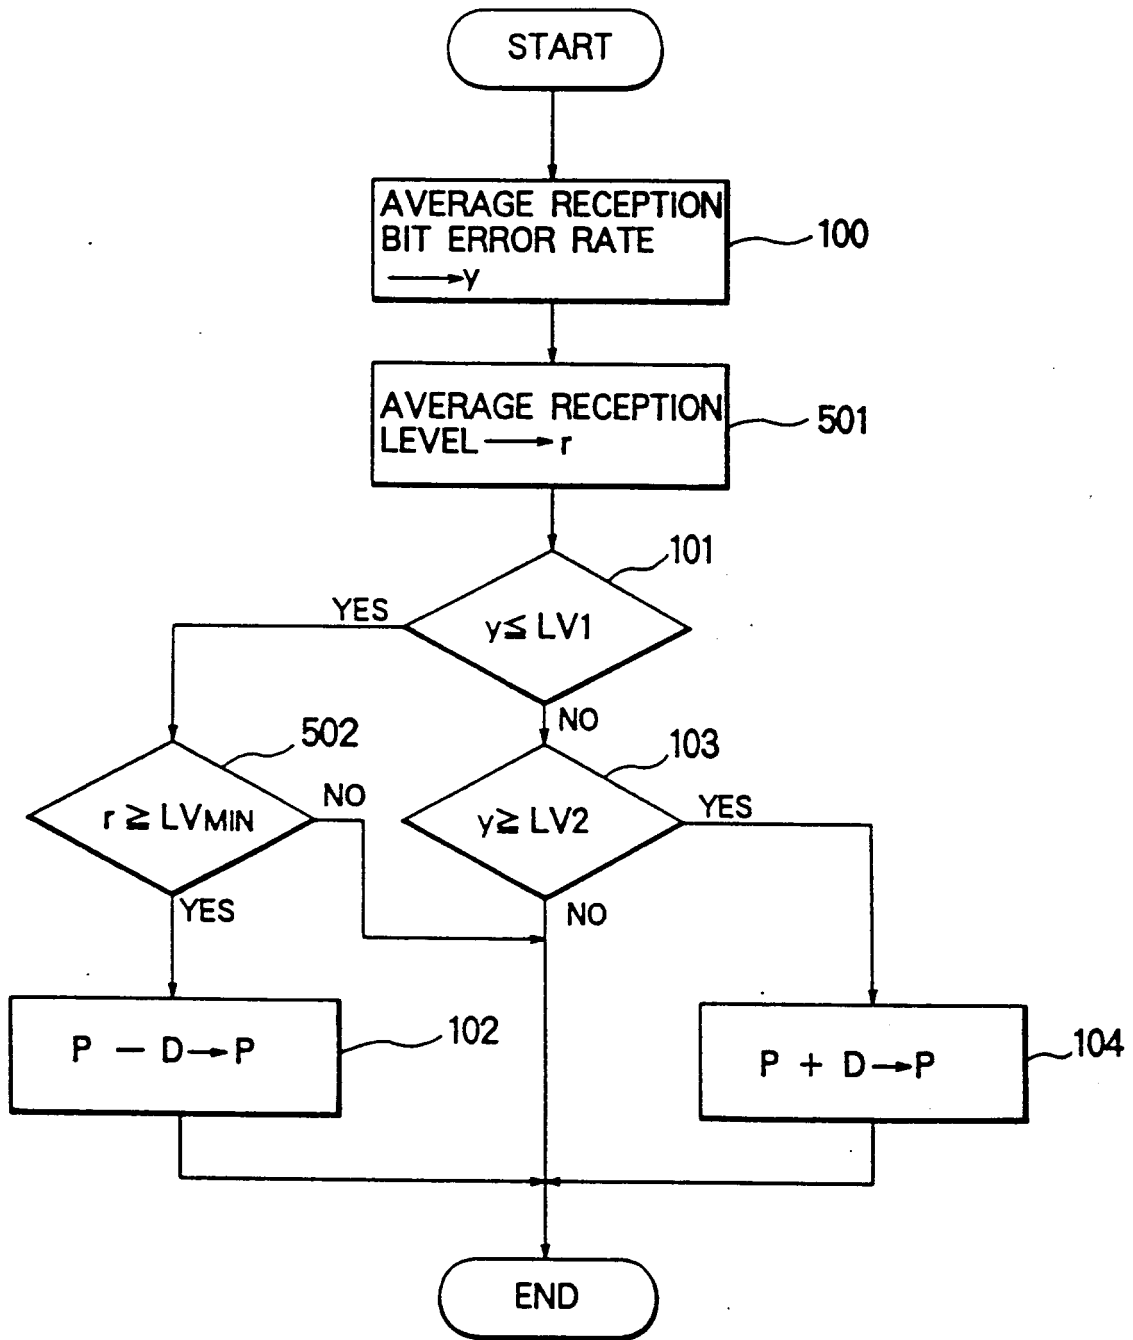 START
AVERAGE RECEPTION
BIT ERROR RATE
→y
100
AVERAGE RECEPTION
LEVEL → r
501
101
YES
y ≦ LV1
NO
502
103
r ≧ LVMIN
NO
y ≧ LV2
YES
YES
NO
P − D → P
102
P + D → P
104
END